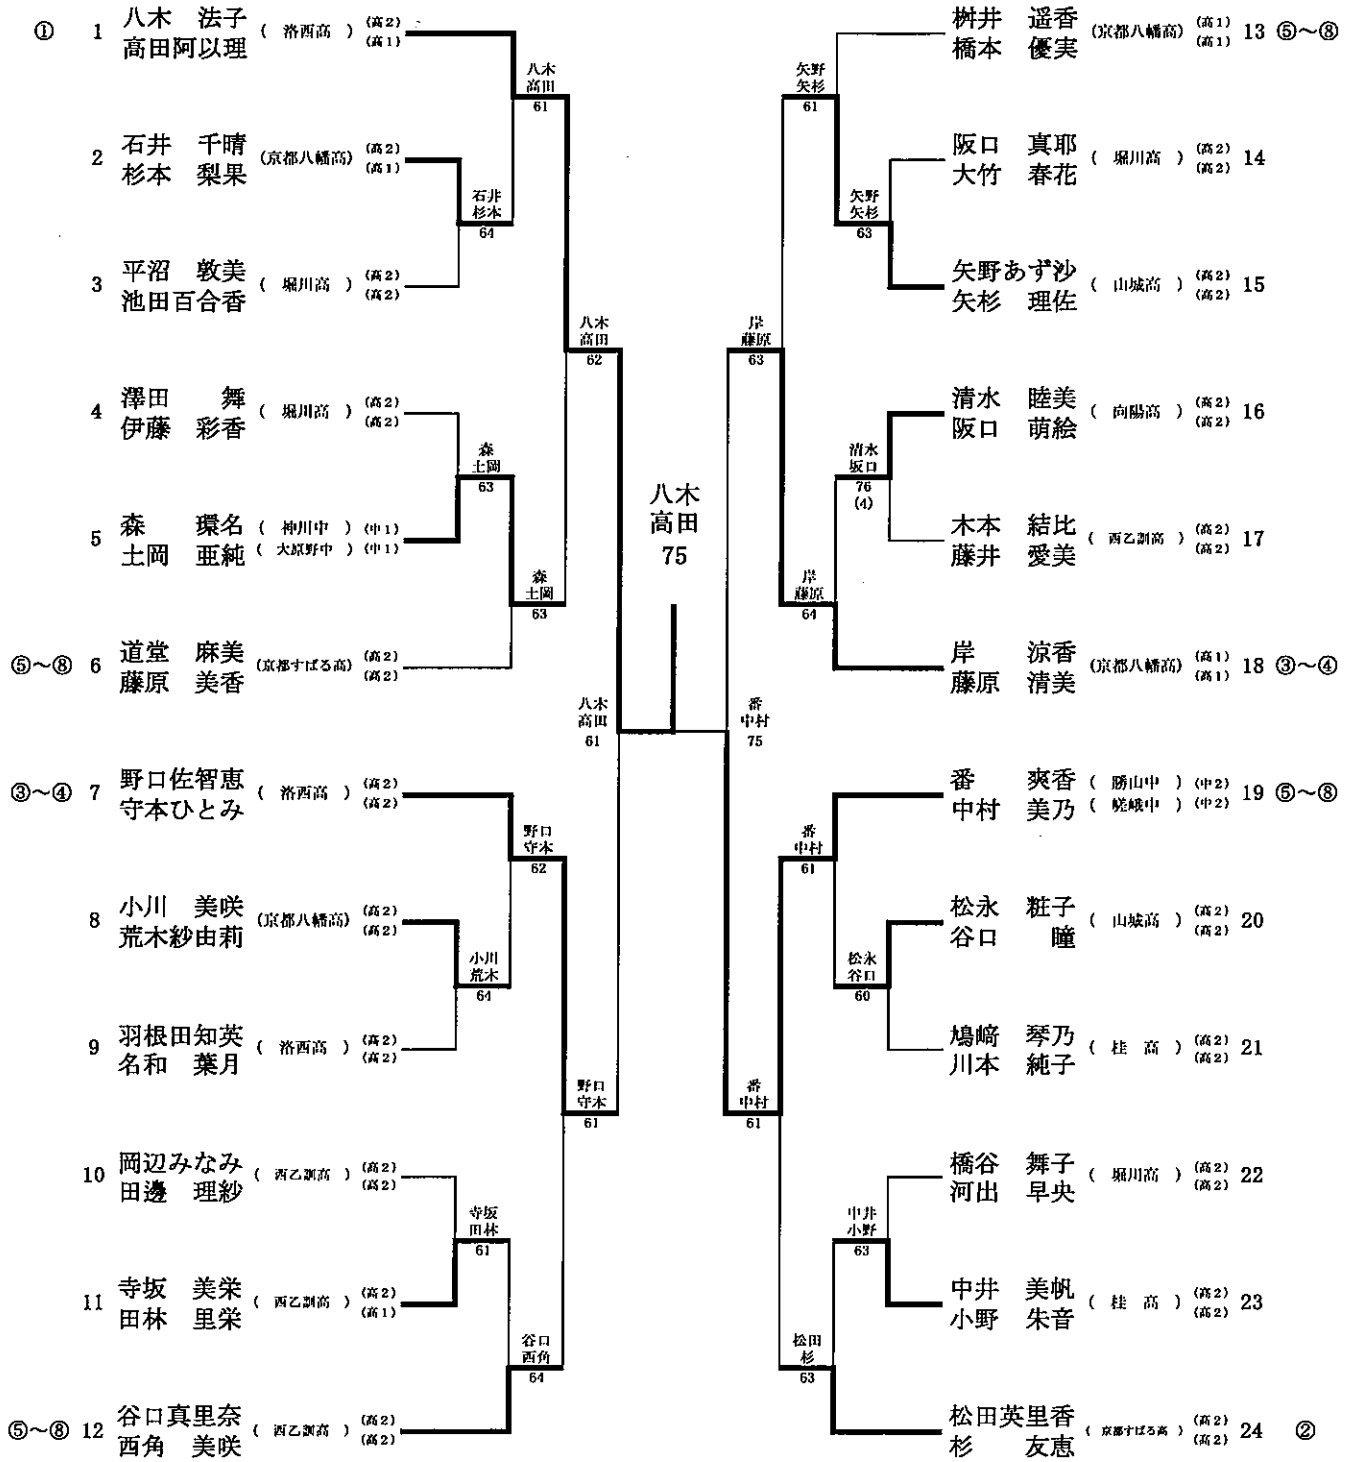 ① 1 八木 法子 ( 洛西高 ) (高2)
高田阿以理 (高1)
2 石井 千晴 (京都八幡高) (高2)
杉本 梨果 (高1)
3 平沼 敦美 ( 堀川高 ) (高2)
池田百合香 (高2)
4 澤田 舞 ( 堀川高 ) (高2)
伊藤 彩香 (高2)
5 森 環名 ( 神川中 ) (中1)
土岡 亜純 ( 大原野中 ) (中1)
⑤～⑧ 6 道堂 麻美 (京都すばる高) (高2)
藤原 美香 (高2)
③～④ 7 野口佐智恵 ( 洛西高 ) (高2)
守本ひとみ (高2)
8 小川 美咲 (京都八幡高) (高2)
荒木紗由莉 (高2)
9 羽根田知英 ( 洛西高 ) (高2)
名和 葉月 (高2)
10 岡辺みなみ ( 西乙訓高 ) (高2)
田邊 理紗 (高2)
11 寺坂 美栄 ( 西乙訓高 ) (高2)
田林 里栄 (高1)
⑤～⑧ 12 谷口真里奈 ( 西乙訓高 ) (高2)
西角 美咲 (高2)
石井
杉本
64
森
土岡
63
小川
荒木
64
寺坂
田林
61
八木
高田
61
森
土岡
63
野口
守本
62
谷口
西角
64
八木
高田
62
野口
守本
61
八木
高田
61
八木
高田
75
番
中村
75
岸
藤原
63
番
中村
61
矢野
矢杉
61
岸
藤原
64
番
中村
61
松田
杉
63
矢野
矢杉
63
清水
坂口
76
(4)
松永
谷口
60
中井
小野
63
桝井 遥香 (京都八幡高) (高1) 13 ⑤～⑧
橋本 優実 (高1)
阪口 真耶 ( 堀川高 ) (高2) 14
大竹 春花 (高2)
矢野あず沙 ( 山城高 ) (高2) 15
矢杉 理佐 (高2)
清水 睦美 ( 向陽高 ) (高2) 16
阪口 萌絵 (高2)
木本 結比 ( 西乙訓高 ) (高2) 17
藤井 愛美 (高2)
岸 涼香 (京都八幡高) (高1) 18 ③～④
藤原 清美 (高1)
番 爽香 ( 勝山中 ) (中2) 19 ⑤～⑧
中村 美乃 ( 嵯峨中 ) (中2)
松永 粧子 ( 山城高 ) (高2) 20
谷口 瞳 (高2)
鳩﨑 琴乃 ( 桂 高 ) (高2) 21
川本 純子 (高2)
橋谷 舞子 ( 堀川高 ) (高2) 22
河出 早央 (高2)
中井 美帆 ( 桂 高 ) (高2) 23
小野 朱音 (高2)
松田英里香 ( 京都すばる高 ) (高2) 24 ②
杉 友恵 (高2)